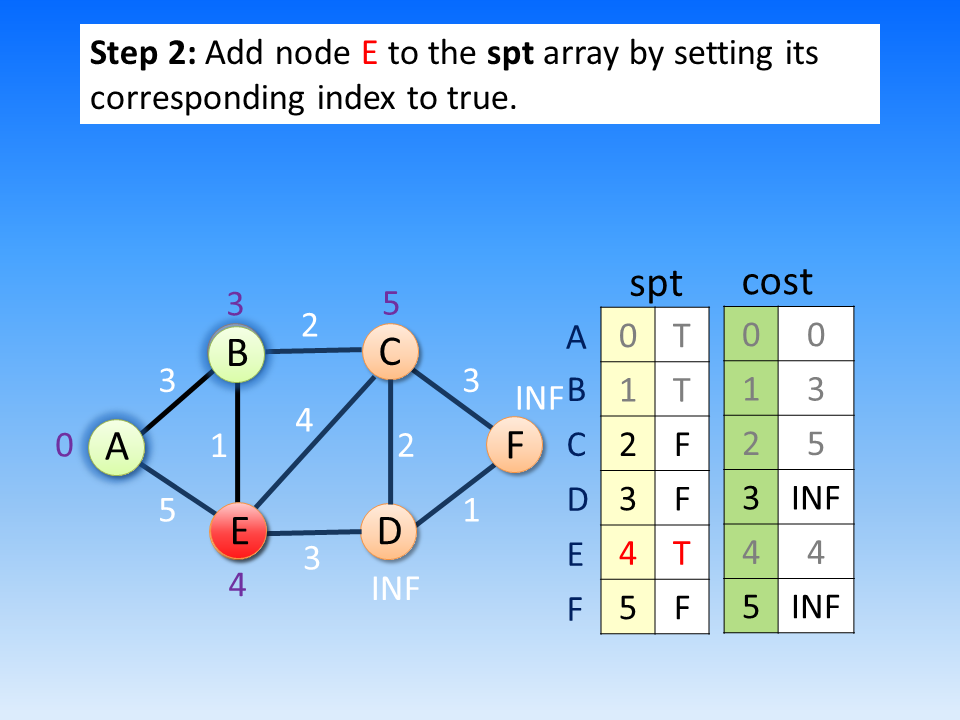 Step 2: Add node E to the spt array by setting its
corresponding index to true.
spt cost
3 5
2
B C
3 3
INF
4
0 A 1 2 F
5 1
E D
3
4 INF
A 0 T 0 0
B 1 T 1 3
C 2 F 2 5
D 3 F 3 INF
E 4 T 4 4
F 5 F 5 INF